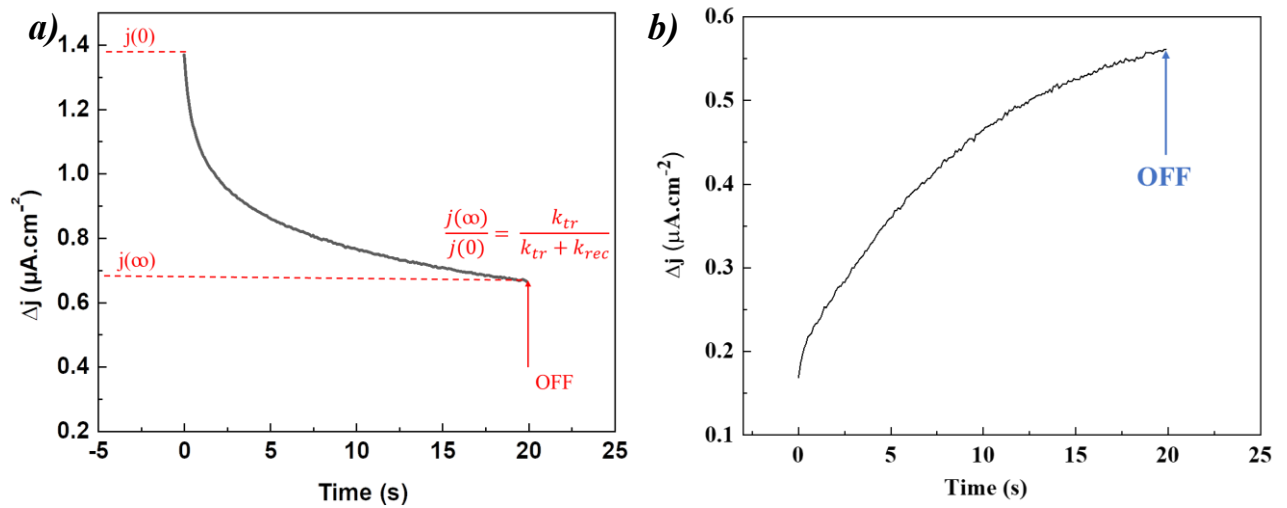 a)
j(0)
1.4
1.2
1.0
0.8
0.6
0.4
0.2
j(∞)
Δj (µA.cm⁻²)
j(∞)/j(0) = k_tr/(k_tr + k_rec)
OFF
-5 0 5 10 15 20 25
Time (s)
b)
0.6
0.5
0.4
0.3
0.2
0.1
Δj (µA.cm⁻²)
OFF
0 5 10 15 20 25
Time (s)